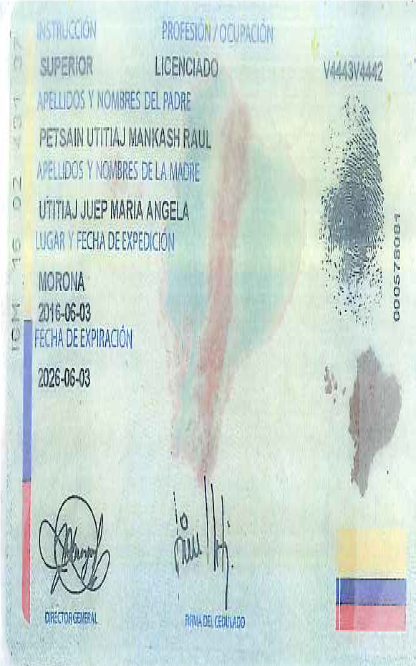 INSTRUCCIÓN PROFESIÓN / OCUPACIÓN
SUPERIOR LICENCIADO V4443V4442
APELLIDOS Y NOMBRES DEL PADRE
PETSAIN UTITIAJ MANKASH RAUL
APELLIDOS Y NOMBRES DE LA MADRE
UTITIAJ JUEP MARIA ANGELA
LUGAR Y FECHA DE EXPEDICIÓN
MORONA
2016-06-03
FECHA DE EXPIRACIÓN
2026-06-03
DIRECTOR GENERAL FIRMA DEL CEDULADO
IGM 16 02 431 37
000578081